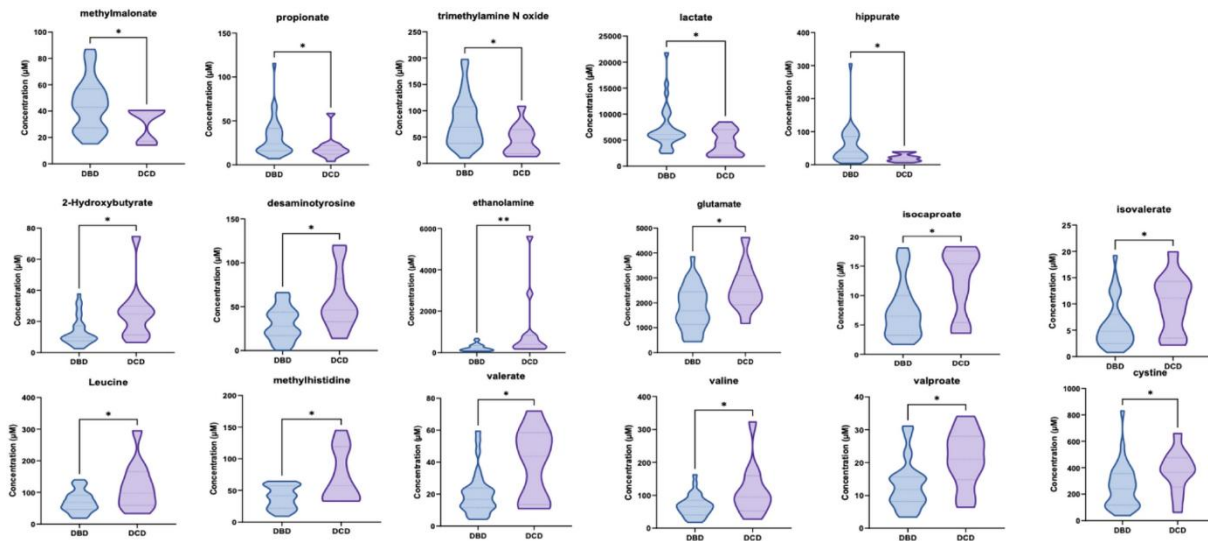 methylmalonate
Concentration (µM)
100
80
60
40
20
0
*
DBD
DCD
propionate
Concentration (µM)
150
100
50
0
*
DBD
DCD
trimethylamine N oxide
Concentration (µM)
250
200
150
100
50
0
*
DBD
DCD
lactate
Concentration (µM)
25000
20000
15000
10000
5000
0
*
DBD
DCD
hippurate
Concentration (µM)
400
300
200
100
0
*
DBD
DCD
2-Hydroxybutyrate
Concentration (µM)
80
60
40
20
0
*
DBD
DCD
desaminotyrosine
Concentration (µM)
150
100
50
0
*
DBD
DCD
ethanolamine
Concentration (µM)
6000
4000
2000
0
**
DBD
DCD
glutamate
Concentration (µM)
5000
4000
3000
2000
1000
0
*
DBD
DCD
isocaproate
Concentration (µM)
20
15
10
5
0
*
DBD
DCD
isovalerate
Concentration (µM)
25
20
15
10
5
0
*
DBD
DCD
Leucine
Concentration (µM)
400
300
200
100
0
*
DBD
DCD
methylhistidine
Concentration (µM)
200
150
100
50
0
*
DBD
DCD
valerate
Concentration (µM)
80
60
40
20
0
*
DBD
DCD
valine
Concentration (µM)
400
300
200
100
0
*
DBD
DCD
valproate
Concentration (µM)
40
30
20
10
0
*
DBD
DCD
cystine
Concentration (µM)
1000
800
600
400
200
0
*
DBD
DCD